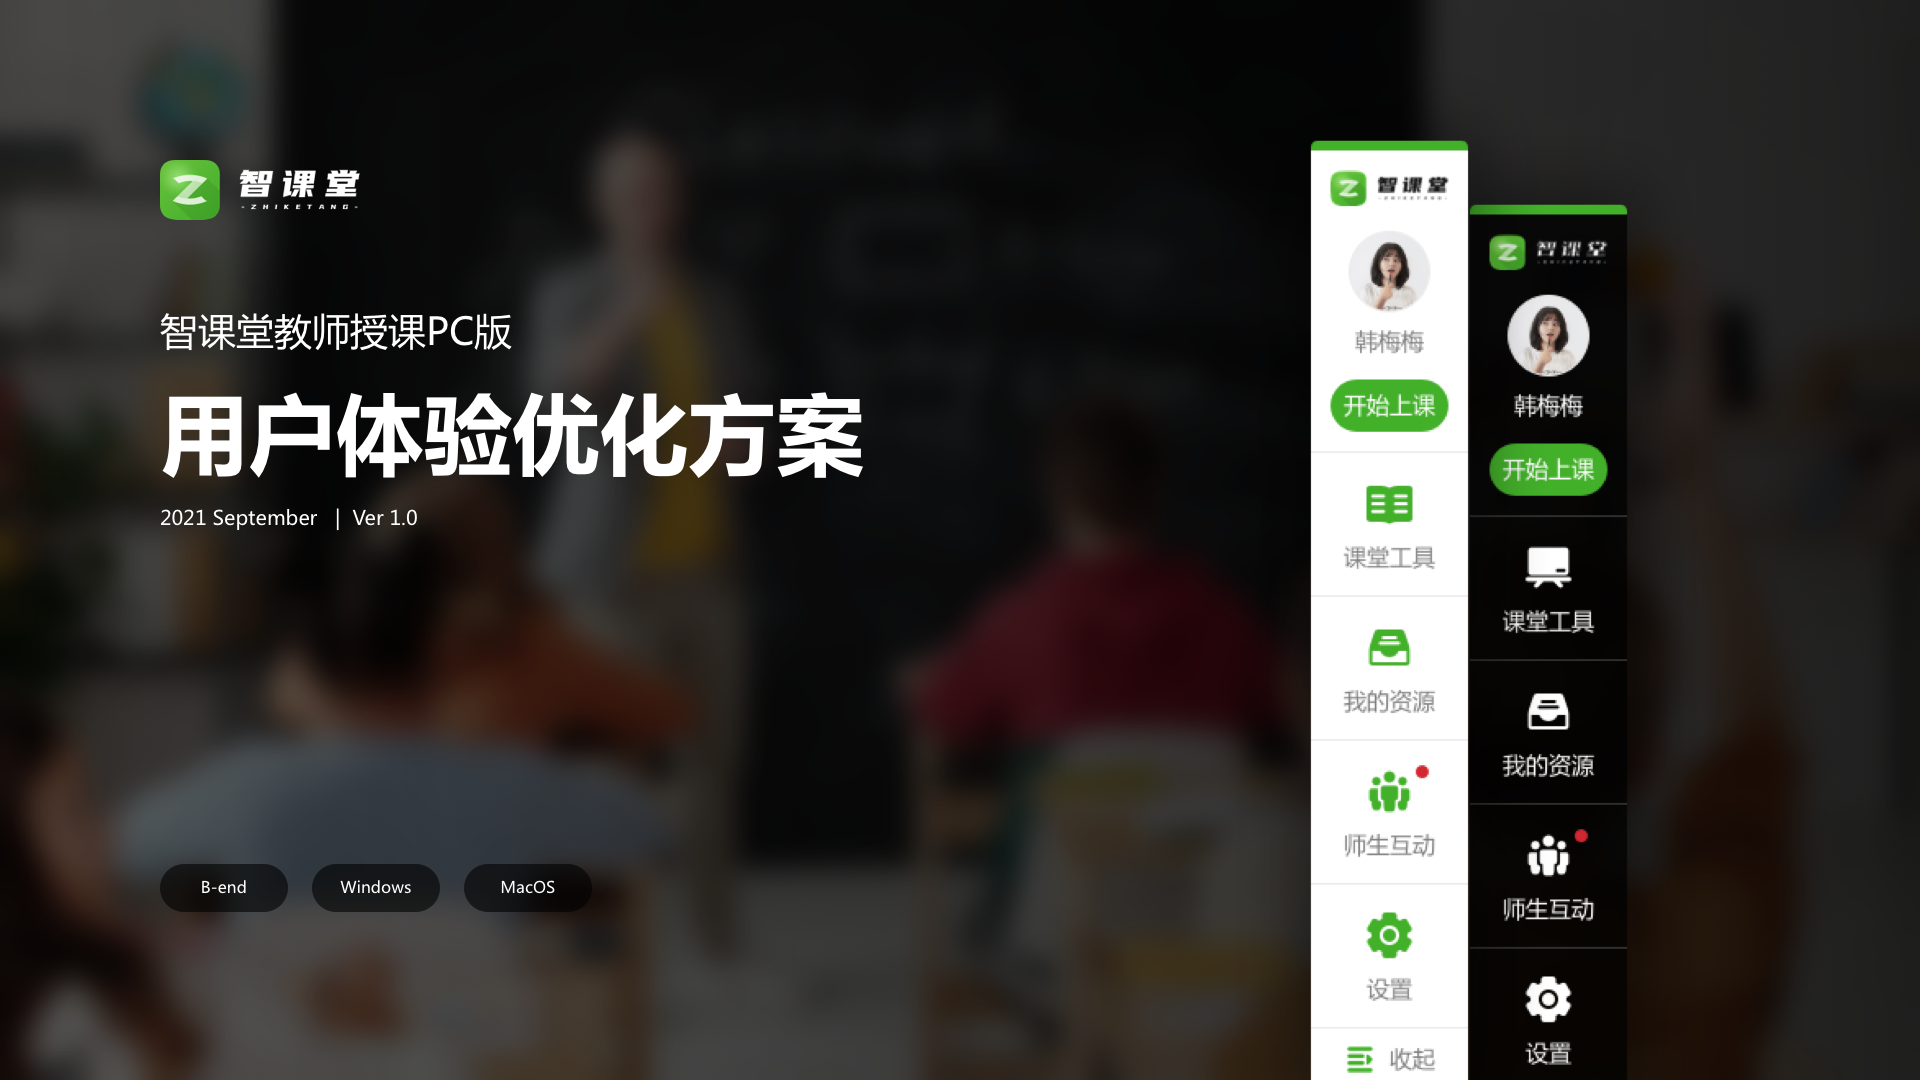 智课堂
-ZHIKETANG-
智课堂教师授课PC版
用户体验优化方案
2021 September | Ver 1.0
B-end
Windows
MacOS
智课堂
-ZHIKETANG-
韩梅梅
开始上课
课堂工具
我的资源
师生互动
设置
收起
智课堂
-ZHIKETANG-
韩梅梅
开始上课
课堂工具
我的资源
师生互动
设置